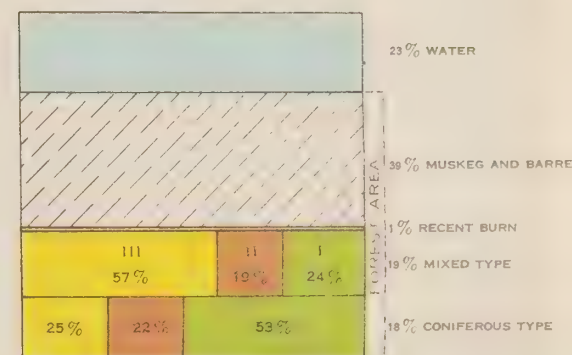 23% WATER
39% MUSKEG AND BARRE
FOREST AREA
1% RECENT BURN
III II I
57% 19% 24%
19% MIXED TYPE
25% 22% 53%
18% CONIFEROUS TYPE